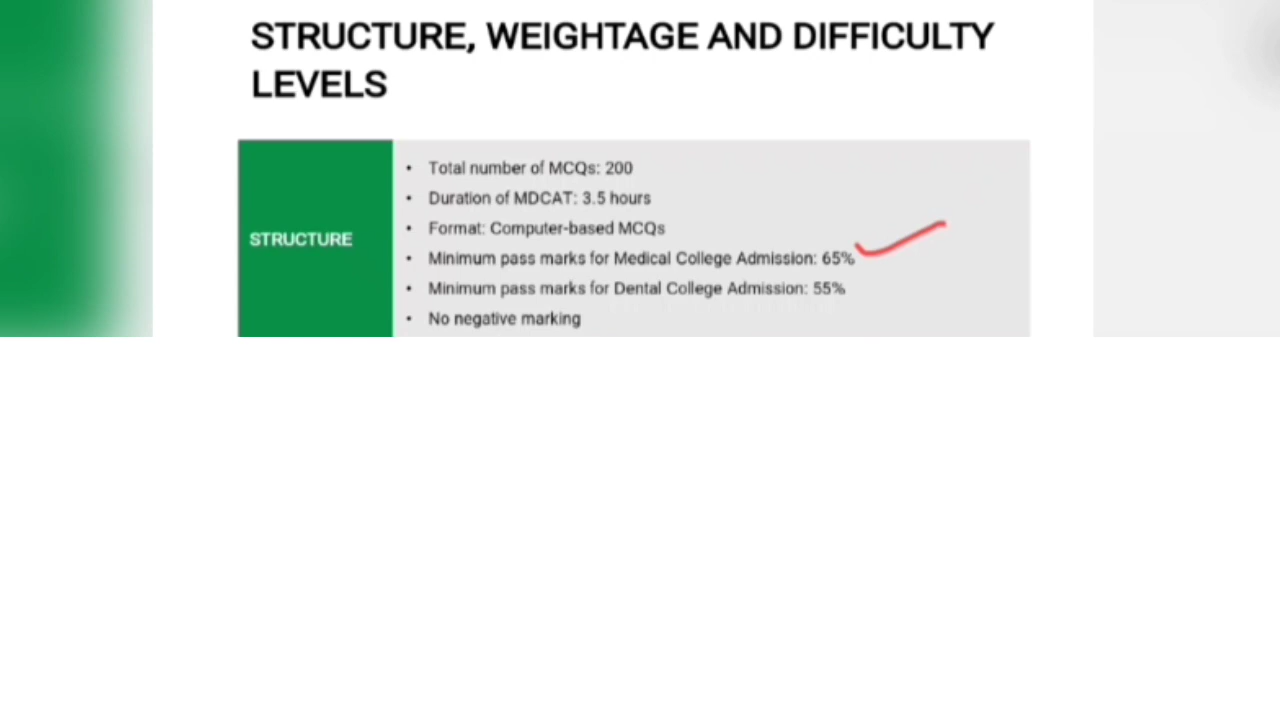 STRUCTURE, WEIGHTAGE AND DIFFICULTY
LEVELS
STRUCTURE
• Total number of MCQs: 200
• Duration of MDCAT: 3.5 hours
• Format: Computer-based MCQs
• Minimum pass marks for Medical College Admission: 65%
• Minimum pass marks for Dental College Admission: 55%
• No negative marking